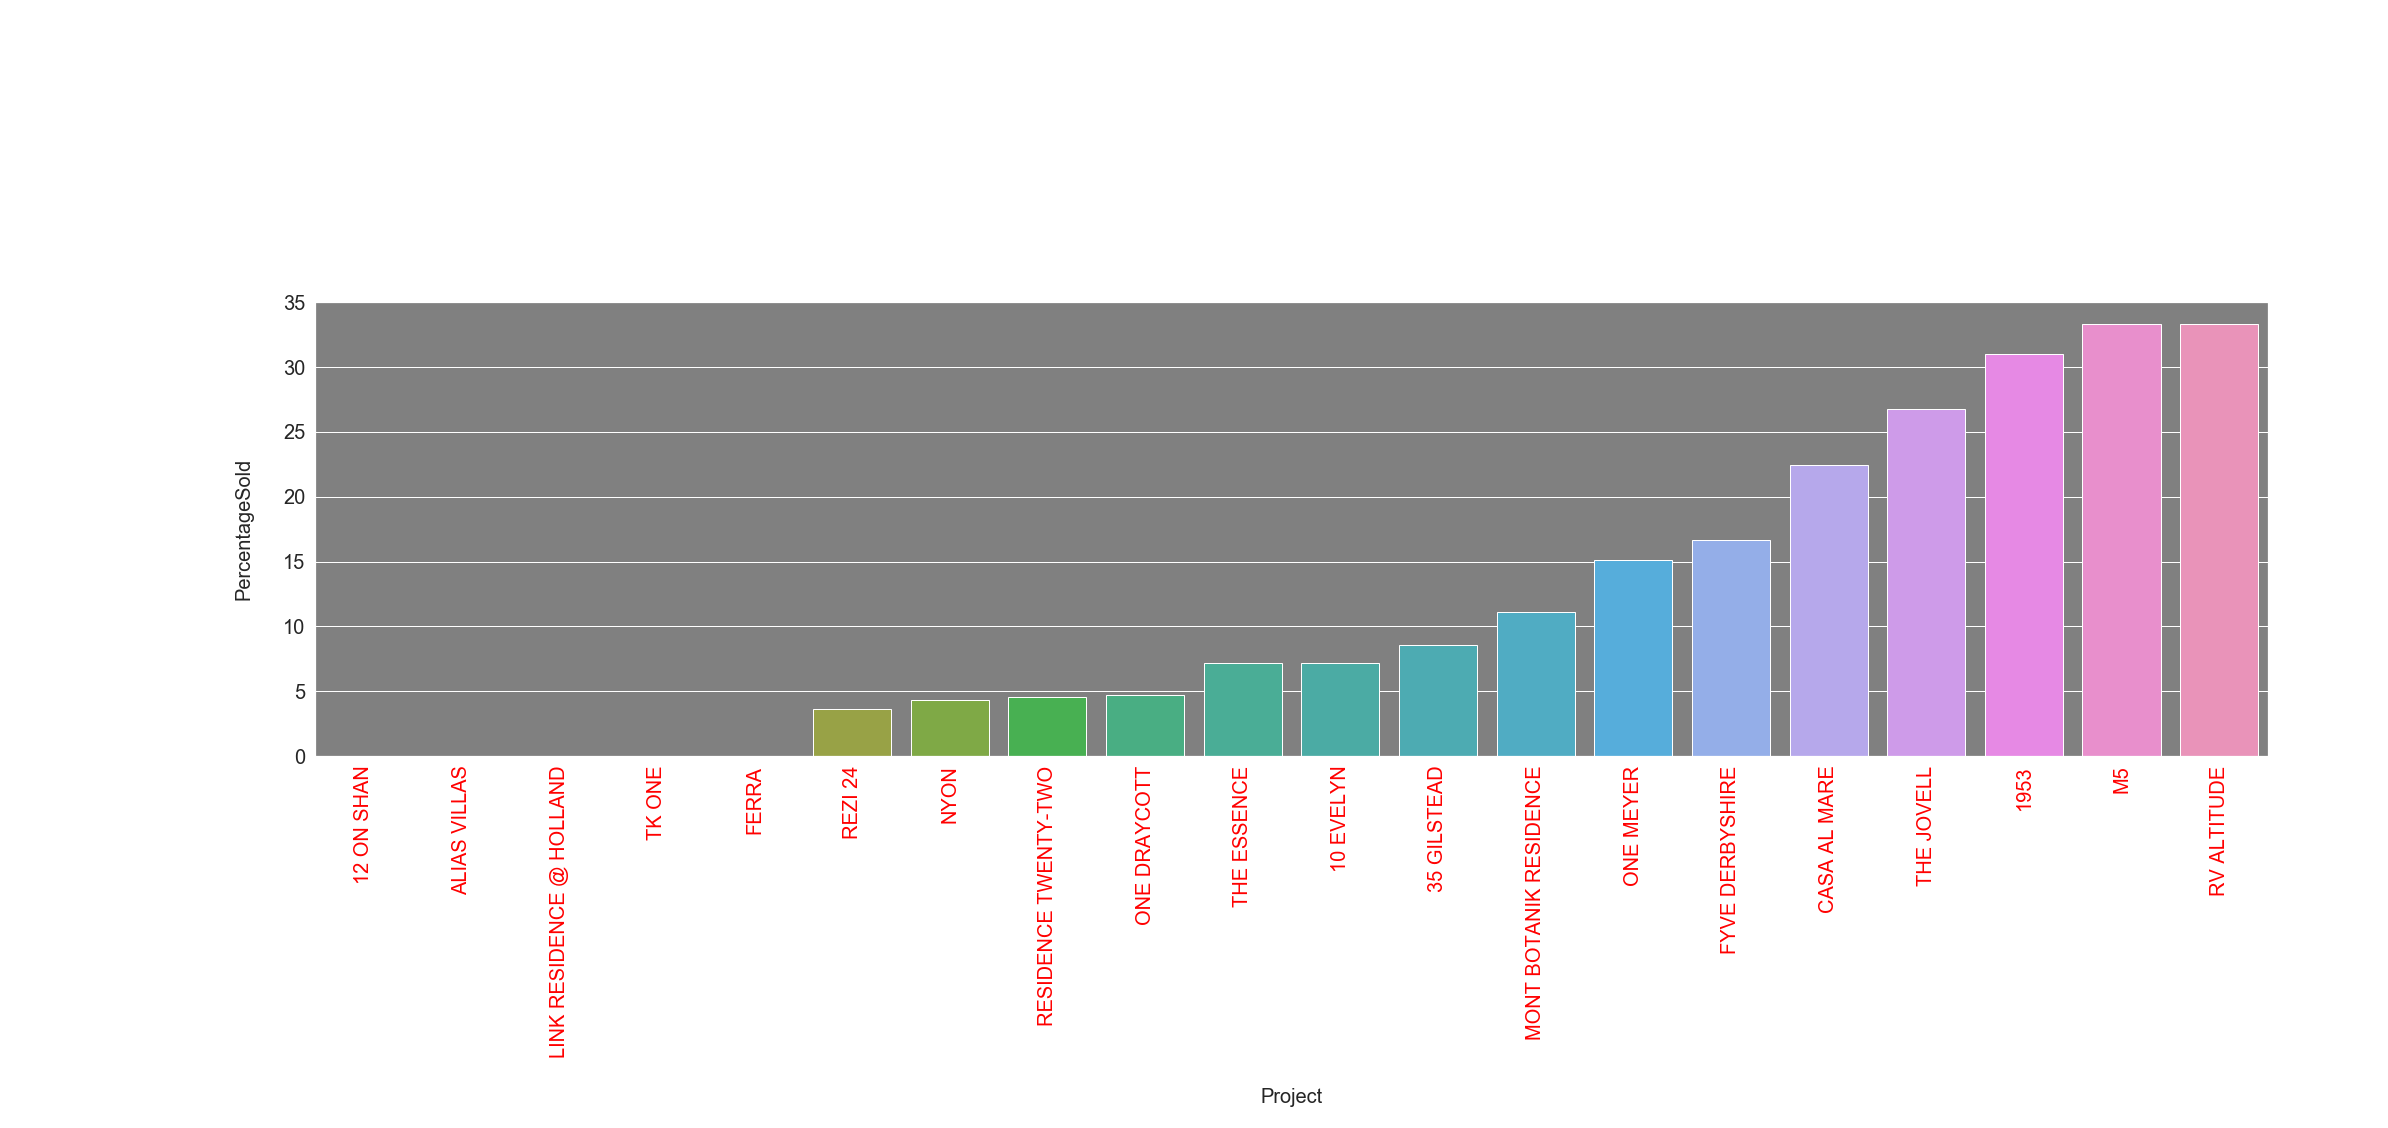 35
30
25
20
15
10
5
0
PercentageSold
12 ON SHAN
ALIAS VILLAS
LINK RESIDENCE @ HOLLAND
TK ONE
FERRA
REZI 24
NYON
RESIDENCE TWENTY-TWO
ONE DRAYCOTT
THE ESSENCE
10 EVELYN
35 GILSTEAD
MONT BOTANIK RESIDENCE
ONE MEYER
FYVE DERBYSHIRE
CASA AL MARE
THE JOVELL
1953
M5
RV ALTITUDE
Project